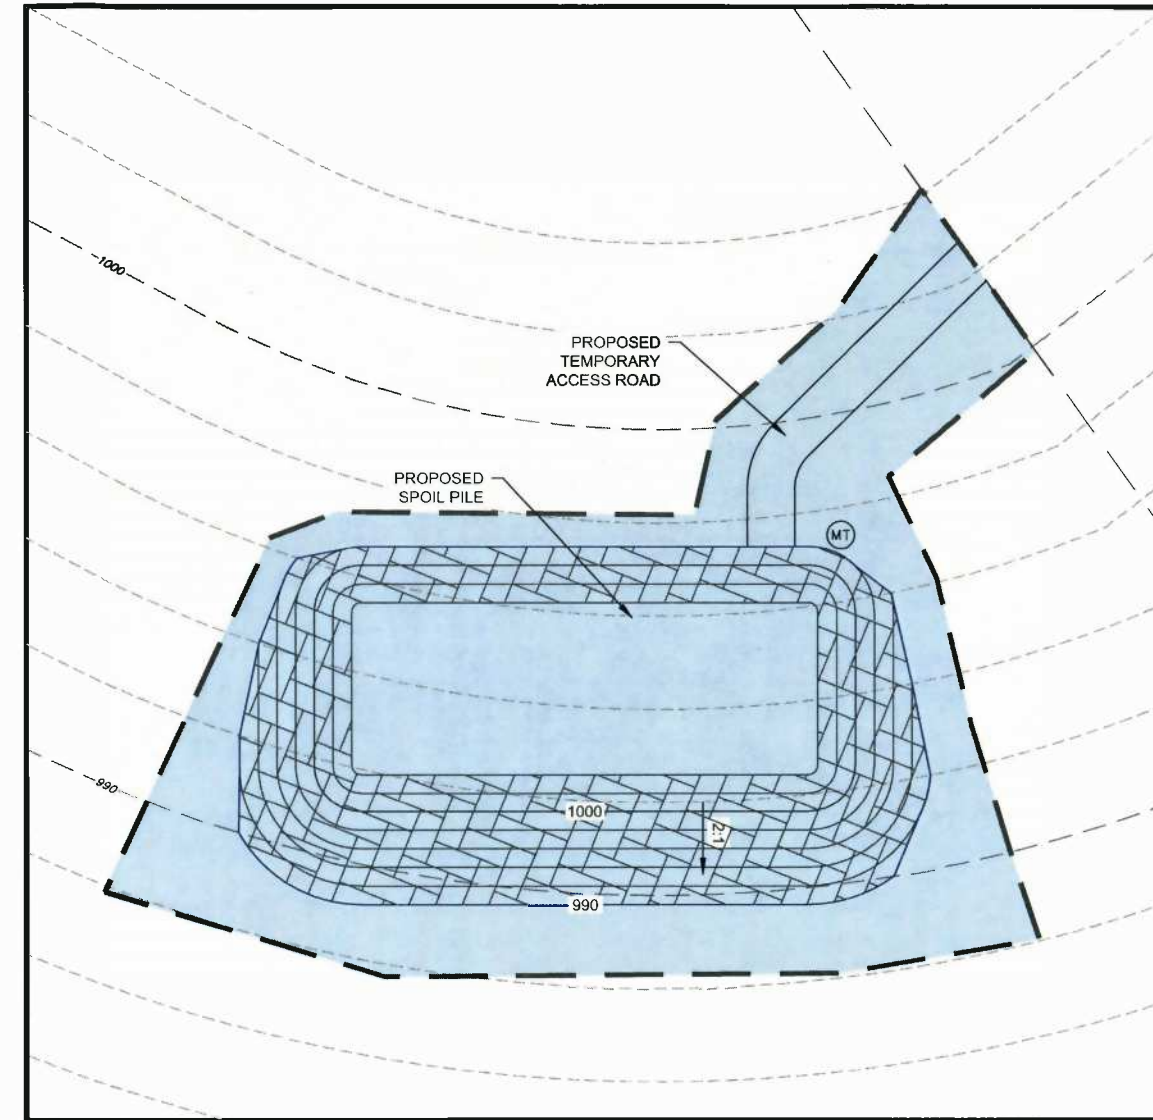 1000
PROPOSED
TEMPORARY
ACCESS ROAD
PROPOSED
SPOIL PILE
MT
990
1000
2:1
990